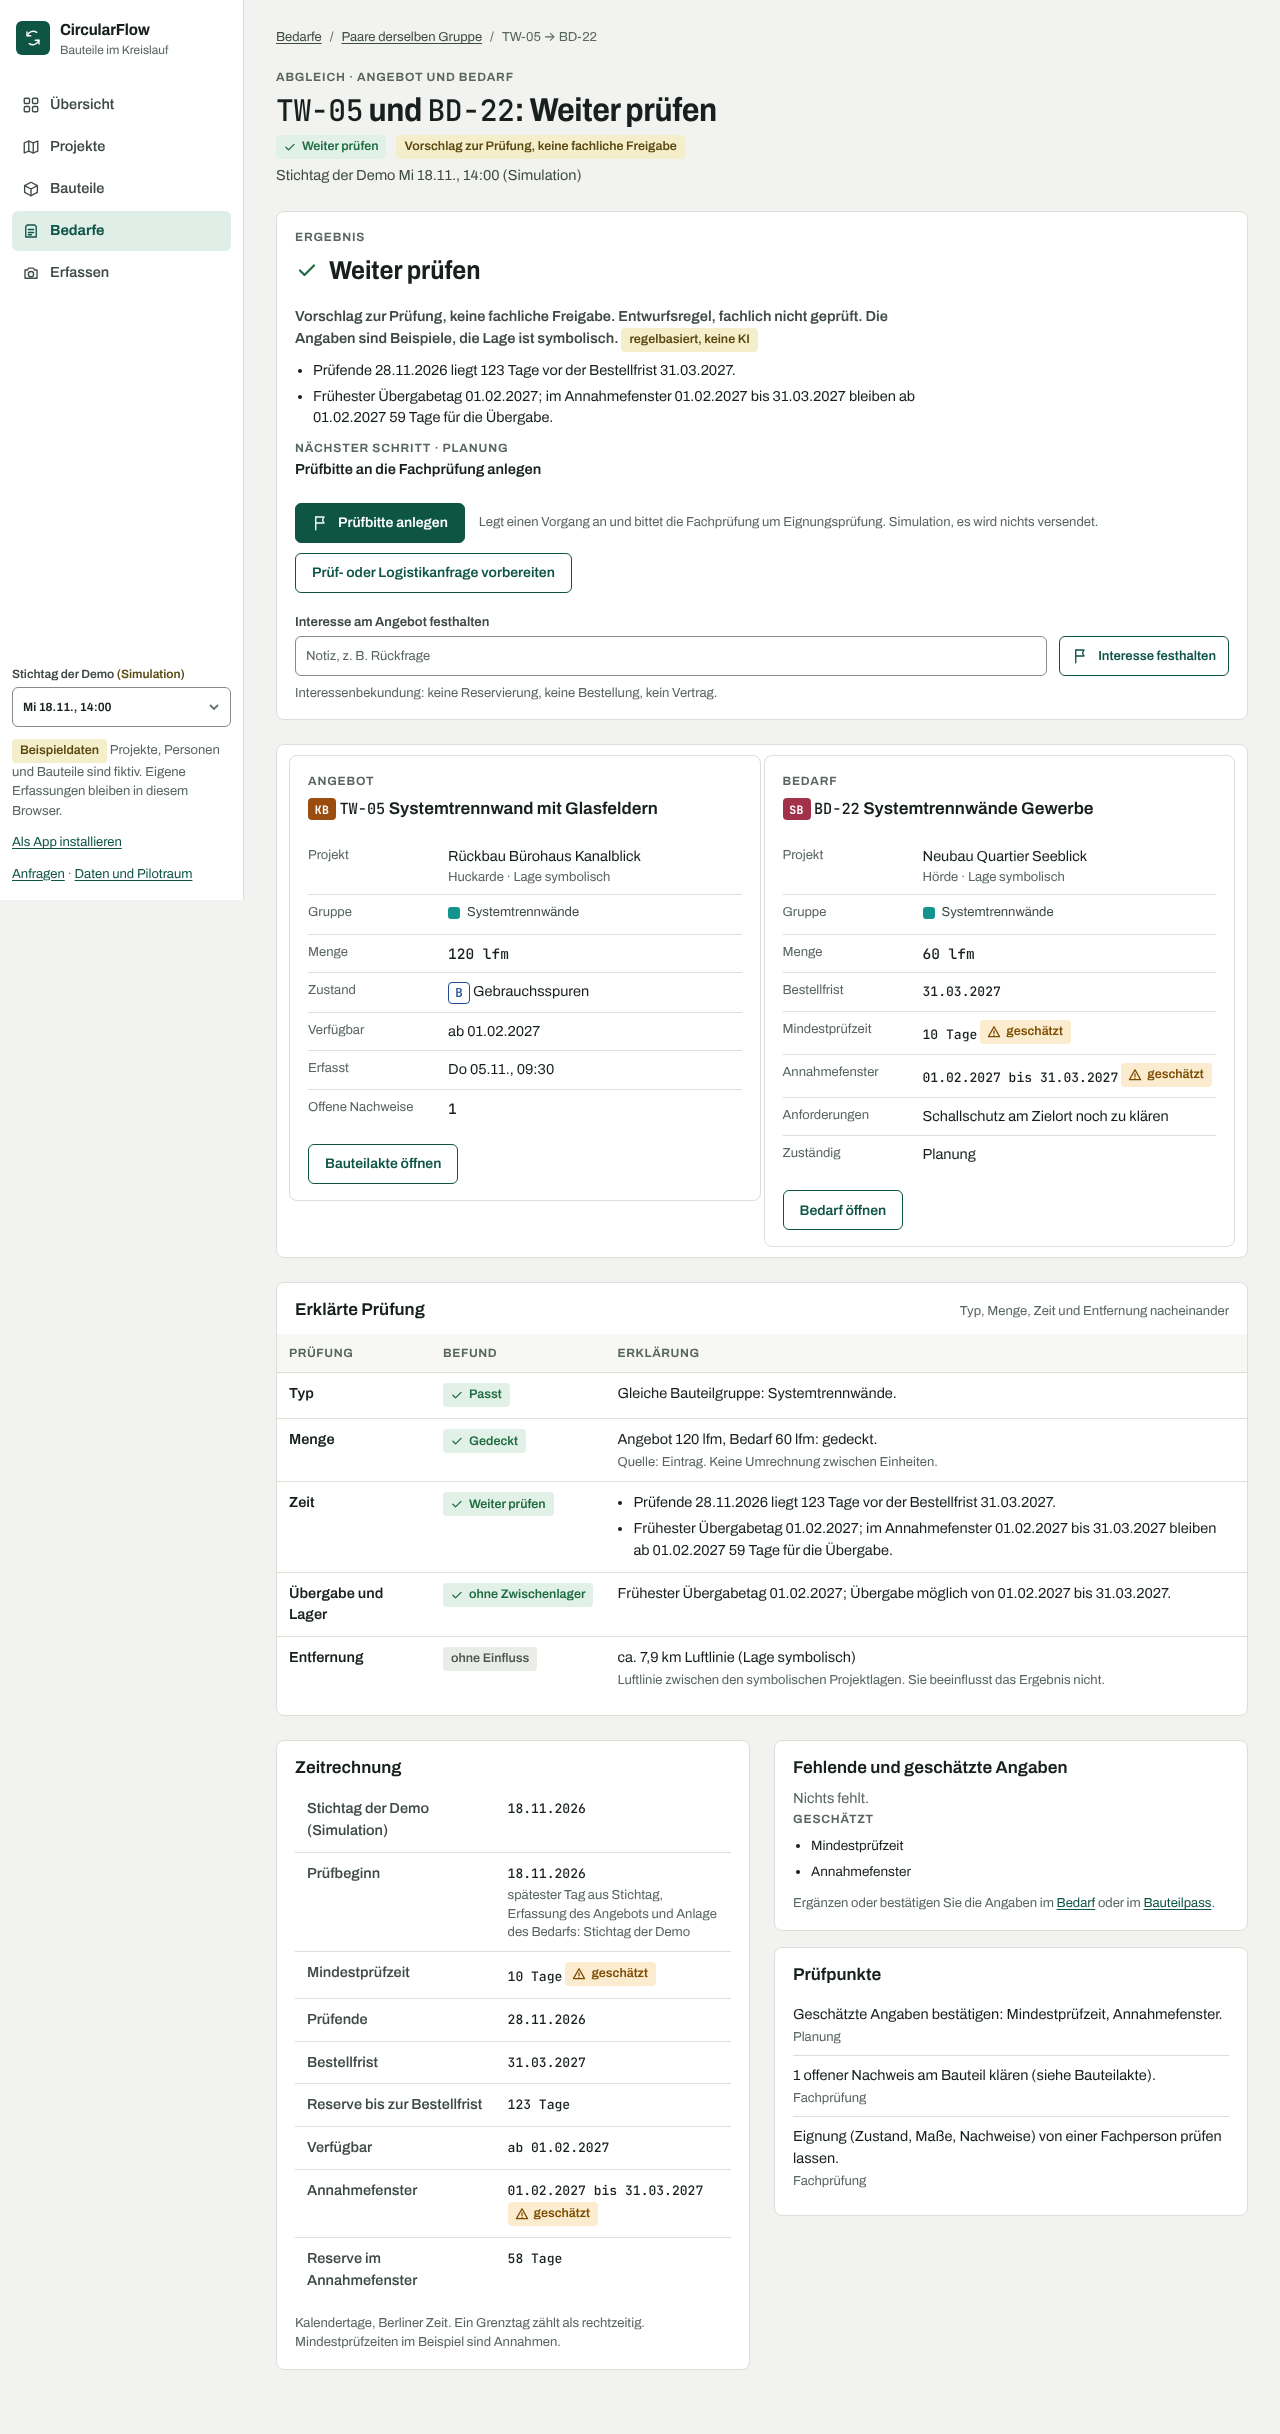 CircularFlow
Bauteile im Kreislauf
Übersicht
Projekte
Bauteile
Bedarfe
Erfassen
Stichtag der Demo (Simulation)
Mi 18.11., 14:00
Beispieldaten Projekte, Personen
und Bauteile sind fiktiv. Eigene
Erfassungen bleiben in diesem
Browser.
Als App installieren
Anfragen · Daten und Pilotraum
Bedarfe / Paare derselben Gruppe / TW-05 → BD-22
ABGLEICH · ANGEBOT UND BEDARF
TW-05 und BD-22: Weiter prüfen
Weiter prüfen Vorschlag zur Prüfung, keine fachliche Freigabe
Stichtag der Demo Mi 18.11., 14:00 (Simulation)
ERGEBNIS
Weiter prüfen
Vorschlag zur Prüfung, keine fachliche Freigabe. Entwurfsregel, fachlich nicht geprüft. Die
Angaben sind Beispiele, die Lage ist symbolisch. regelbasiert, keine KI
• Prüfende 28.11.2026 liegt 123 Tage vor der Bestellfrist 31.03.2027.
• Frühester Übergabetag 01.02.2027; im Annahmefenster 01.02.2027 bis 31.03.2027 bleiben ab
01.02.2027 59 Tage für die Übergabe.
NÄCHSTER SCHRITT · PLANUNG
Prüfbitte an die Fachprüfung anlegen
Prüfbitte anlegen Legt einen Vorgang an und bittet die Fachprüfung um Eignungsprüfung. Simulation, es wird nichts versendet.
Prüf- oder Logistikanfrage vorbereiten
Interesse am Angebot festhalten
Notiz, z. B. Rückfrage Interesse festhalten
Interessenbekundung: keine Reservierung, keine Bestellung, kein Vertrag.
ANGEBOT
KB TW-05 Systemtrennwand mit Glasfeldern
Projekt Rückbau Bürohaus Kanalblick
Huckarde · Lage symbolisch
Gruppe Systemtrennwände
Menge 120 lfm
Zustand B Gebrauchsspuren
Verfügbar ab 01.02.2027
Erfasst Do 05.11., 09:30
Offene Nachweise 1
Bauteilakte öffnen
BEDARF
SB BD-22 Systemtrennwände Gewerbe
Projekt Neubau Quartier Seeblick
Hörde · Lage symbolisch
Gruppe Systemtrennwände
Menge 60 lfm
Bestellfrist 31.03.2027
Mindestprüfzeit 10 Tage geschätzt
Annahmefenster 01.02.2027 bis 31.03.2027 geschätzt
Anforderungen Schallschutz am Zielort noch zu klären
Zuständig Planung
Bedarf öffnen
Erklärte Prüfung Typ, Menge, Zeit und Entfernung nacheinander
PRÜFUNG BEFUND ERKLÄRUNG
Typ Passt Gleiche Bauteilgruppe: Systemtrennwände.
Menge Gedeckt Angebot 120 lfm, Bedarf 60 lfm: gedeckt.
Quelle: Eintrag. Keine Umrechnung zwischen Einheiten.
Zeit Weiter prüfen • Prüfende 28.11.2026 liegt 123 Tage vor der Bestellfrist 31.03.2027.
• Frühester Übergabetag 01.02.2027; im Annahmefenster 01.02.2027 bis 31.03.2027 bleiben
ab 01.02.2027 59 Tage für die Übergabe.
Übergabe und
Lager ohne Zwischenlager Frühester Übergabetag 01.02.2027; Übergabe möglich von 01.02.2027 bis 31.03.2027.
Entfernung ohne Einfluss ca. 7,9 km Luftlinie (Lage symbolisch)
Luftlinie zwischen den symbolischen Projektlagen. Sie beeinflusst das Ergebnis nicht.
Zeitrechnung
Stichtag der Demo
(Simulation) 18.11.2026
Prüfbeginn 18.11.2026
spätester Tag aus Stichtag,
Erfassung des Angebots und Anlage
des Bedarfs: Stichtag der Demo
Mindestprüfzeit 10 Tage geschätzt
Prüfende 28.11.2026
Bestellfrist 31.03.2027
Reserve bis zur Bestellfrist 123 Tage
Verfügbar ab 01.02.2027
Annahmefenster 01.02.2027 bis 31.03.2027
geschätzt
Reserve im
Annahmefenster 58 Tage
Kalendertage, Berliner Zeit. Ein Grenztag zählt als rechtzeitig.
Mindestprüfzeiten im Beispiel sind Annahmen.
Fehlende und geschätzte Angaben
Nichts fehlt.
GESCHÄTZT
• Mindestprüfzeit
• Annahmefenster
Ergänzen oder bestätigen Sie die Angaben im Bedarf oder im Bauteilpass.
Prüfpunkte
Geschätzte Angaben bestätigen: Mindestprüfzeit, Annahmefenster.
Planung
1 offener Nachweis am Bauteil klären (siehe Bauteilakte).
Fachprüfung
Eignung (Zustand, Maße, Nachweise) von einer Fachperson prüfen
lassen.
Fachprüfung